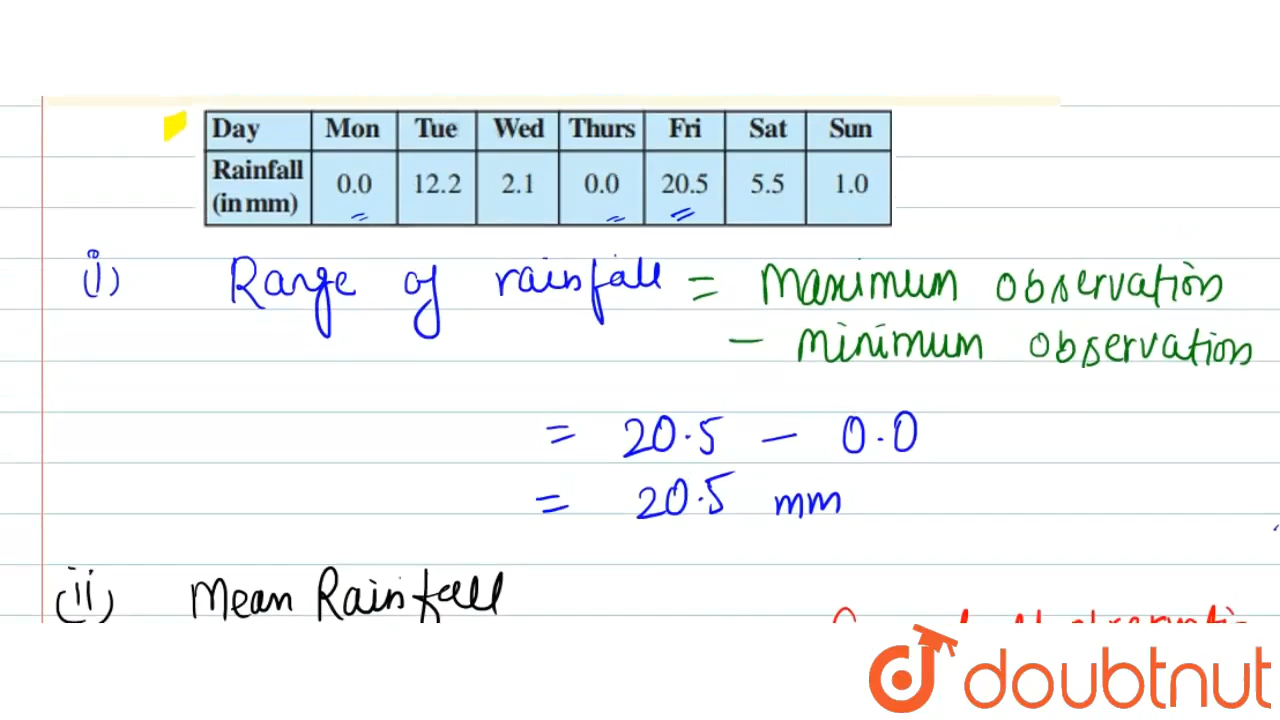 Day Mon Tue Wed Thurs Fri Sat Sun
Rainfall (in mm) 0.0 12.2 2.1 0.0 20.5 5.5 1.0
(i) Range of rainfall = Maximum observation
- minimum observation
= 20.5 - 0.0
= 20.5 mm
(ii) Mean Rainfall
doubtnut